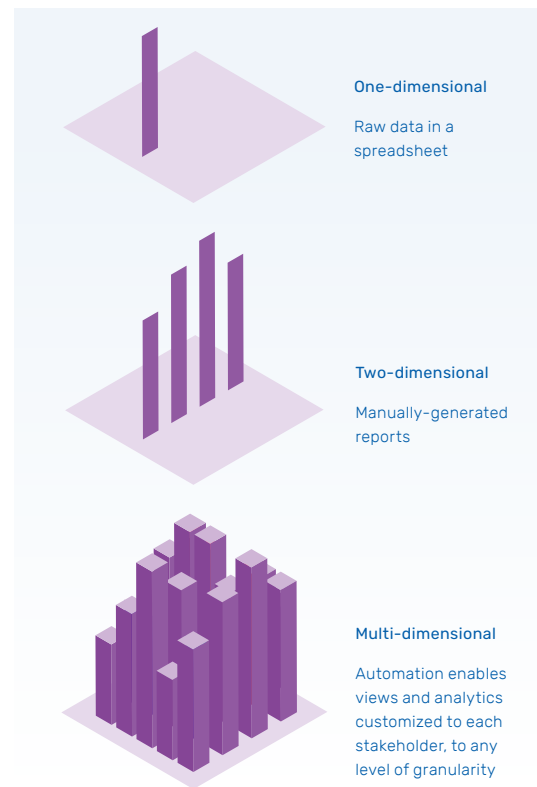 One-dimensional
Raw data in a
spreadsheet
Two-dimensional
Manually-generated
reports
Multi-dimensional
Automation enables
views and analytics
customized to each
stakeholder, to any
level of granularity